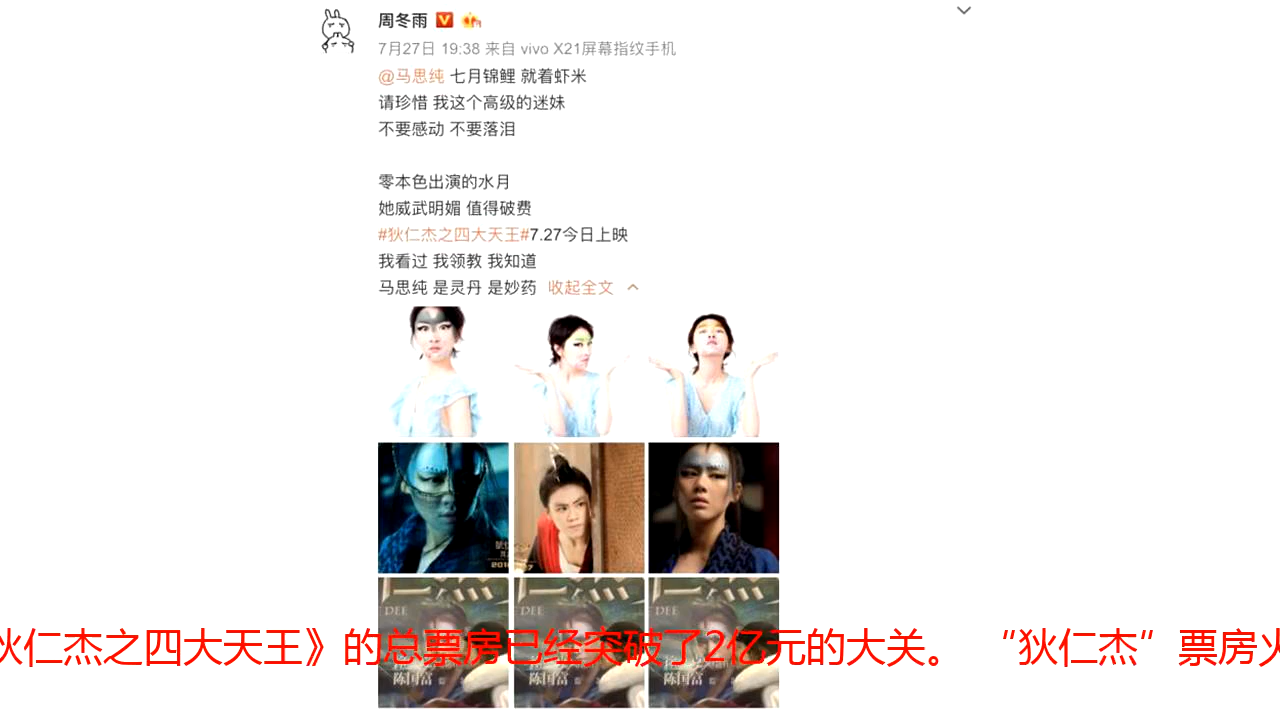 周冬雨
7月27日 19:38 来自 vivo X21屏幕指纹手机
@马思纯 七月锦鲤 就着虾米
请珍惜 我这个高级的迷妹
不要感动 不要落泪
零本色出演的水月
她威武明媚 值得破费
#狄仁杰之四大天王#7.27今日上映
我看过 我领教 我知道
马思纯 是灵丹 是妙药 收起全文
DEE
DEE
DEE
狄仁杰之四大天王》的总票房已经突破了2亿元的大关。 “狄仁杰”票房火
陈国富
陈国富
陈国富